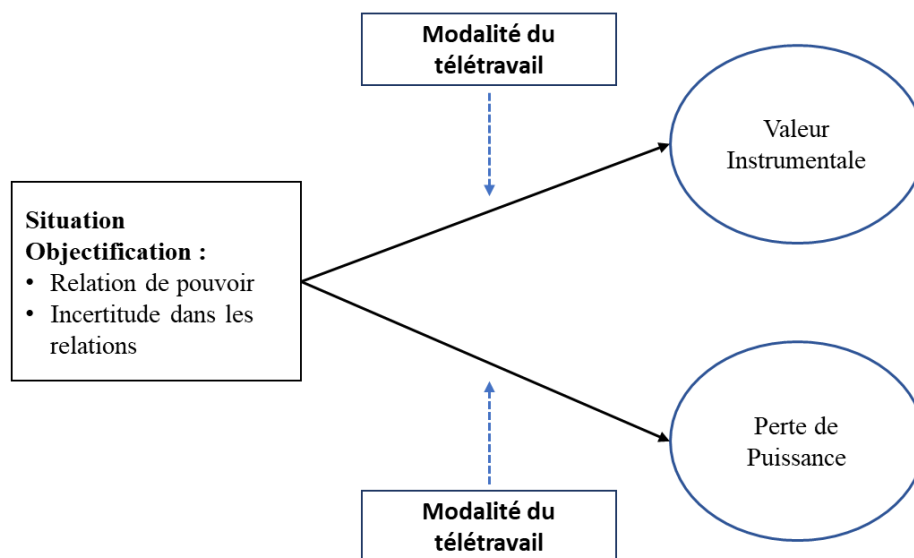 Modalité du
télétravail
Valeur
Instrumentale
Situation
Objectification :
• Relation de pouvoir
• Incertitude dans les
relations
Perte de
Puissance
Modalité du
télétravail